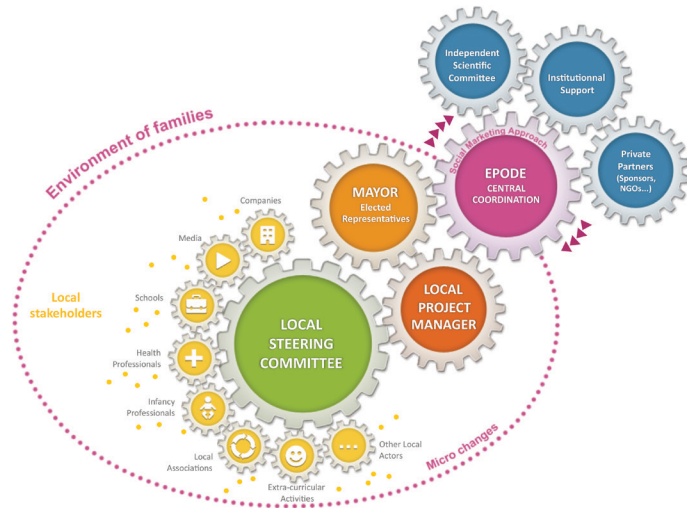 Independent
Scientific
Committee
Institutionnal
Support
Environment of families
Social Marketing Approach
Private
Partners
(Sponsors,
NGOs...)
EPODE
CENTRAL
COORDINATION
MAYOR
Elected
Representatives
Companies
Media
Local
stakeholders
Schools
LOCAL
PROJECT
MANAGER
LOCAL
STEERING
COMMITTEE
Health
Professionals
Infancy
Professionals
Local
Associations
Extra-curricular
Activities
Other Local
Actors
Micro changes